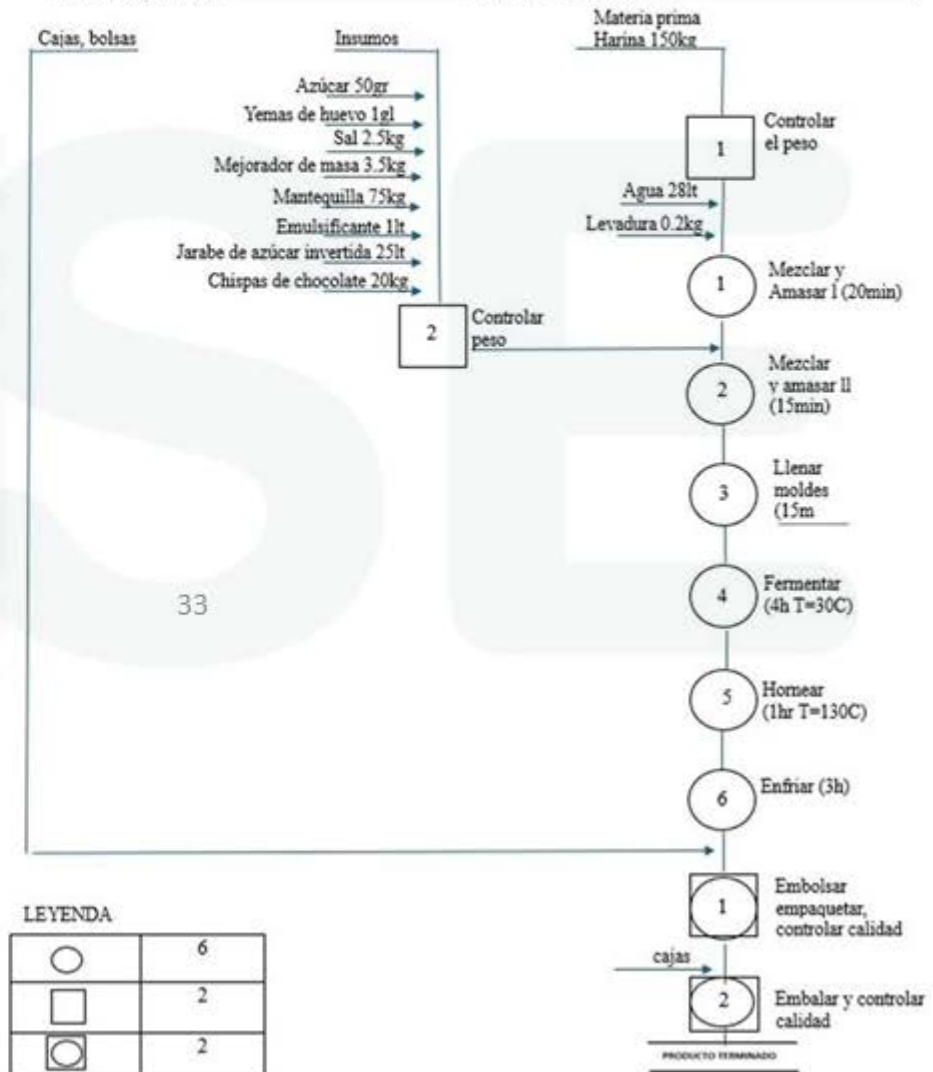 Cajas, bolsas
Insumos
Materia prima
Harina 150kg
Azúcar 50gr
Yemas de huevo 1gl
Sal 2.5kg
Mejorador de masa 3.5kg
Mantequilla 75kg
Emulsificante 1lt
Jarabe de azúcar invertida 25lt
Chispas de chocolate 20kg
2
Controlar
peso
1
Controlar
el peso
Agua 28lt
Levadura 0.2kg
1
Mezclar y
Amasar l (20min)
2
Mezclar
y amasar ll
(15min)
3
Llenar
moldes
(15m
4
Fermentar
(4h T=30C)
33
5
Hornear
(1hr T=130C)
6
Enfriar (3h)
1
Embolsar
empaquetar,
controlar calidad
cajas
2
Embalar y controlar
calidad
PRODUCTO TERMINADO
LEYENDA
6
2
2
SE